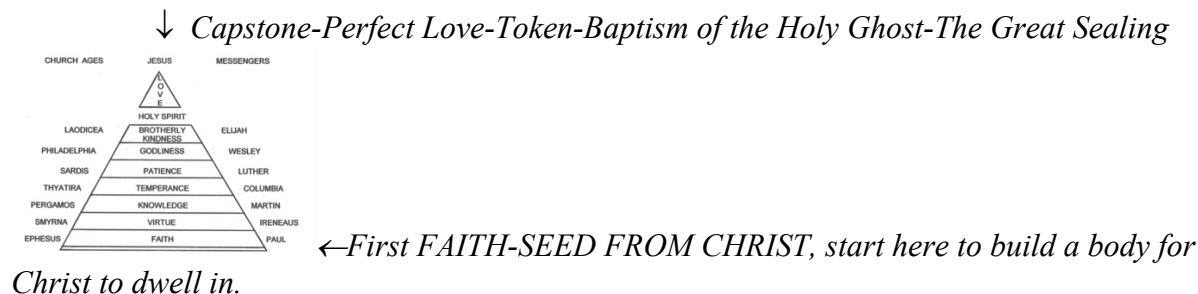 ↓ Capstone-Perfect Love-Token-Baptism of the Holy Ghost-The Great Sealing
CHURCH AGES JESUS MESSENGERS
L
O
V
E
HOLY SPIRIT
LAODICEA BROTHERLY KINDNESS ELIJAH
PHILADELPHIA GODLINESS WESLEY
SARDIS PATIENCE LUTHER
THYATIRA TEMPERANCE COLUMBIA
PERGAMOS KNOWLEDGE MARTIN
SMYRNA VIRTUE IRENEAUS
EPHESUS FAITH PAUL
←First FAITH-SEED FROM CHRIST, start here to build a body for
Christ to dwell in.